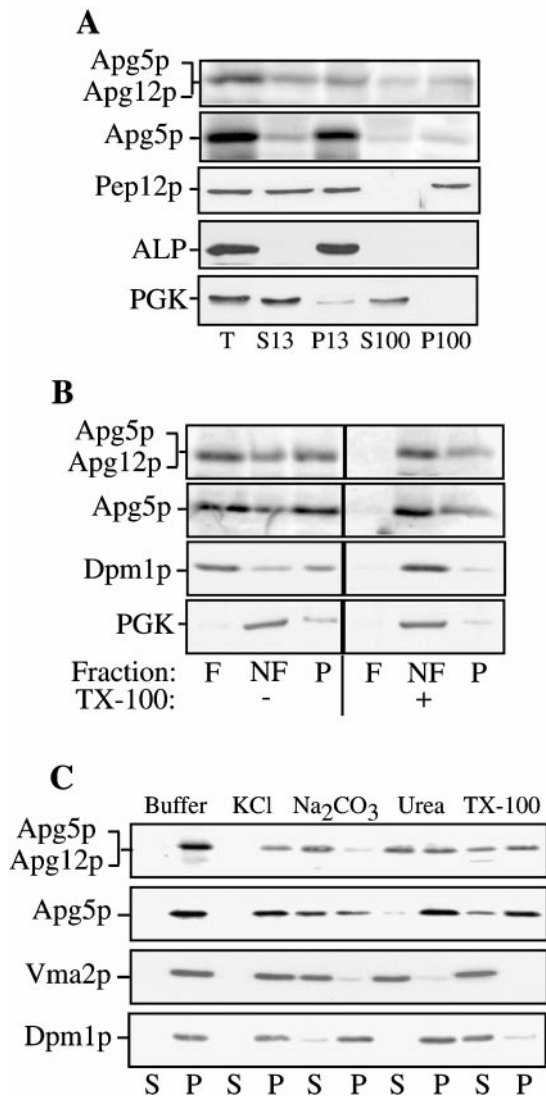 A
Apg5p
Apg12p
Apg5p
Pep12p
ALP
PGK
T S13 P13 S100 P100
B
Apg5p
Apg12p
Apg5p
Dpm1p
PGK
Fraction: F NF P F NF P
TX-100: - +
C
Buffer KCl Na₂CO₃ Urea TX-100
Apg5p
Apg12p
Apg5p
Vma2p
Dpm1p
S P S P S P S P S P